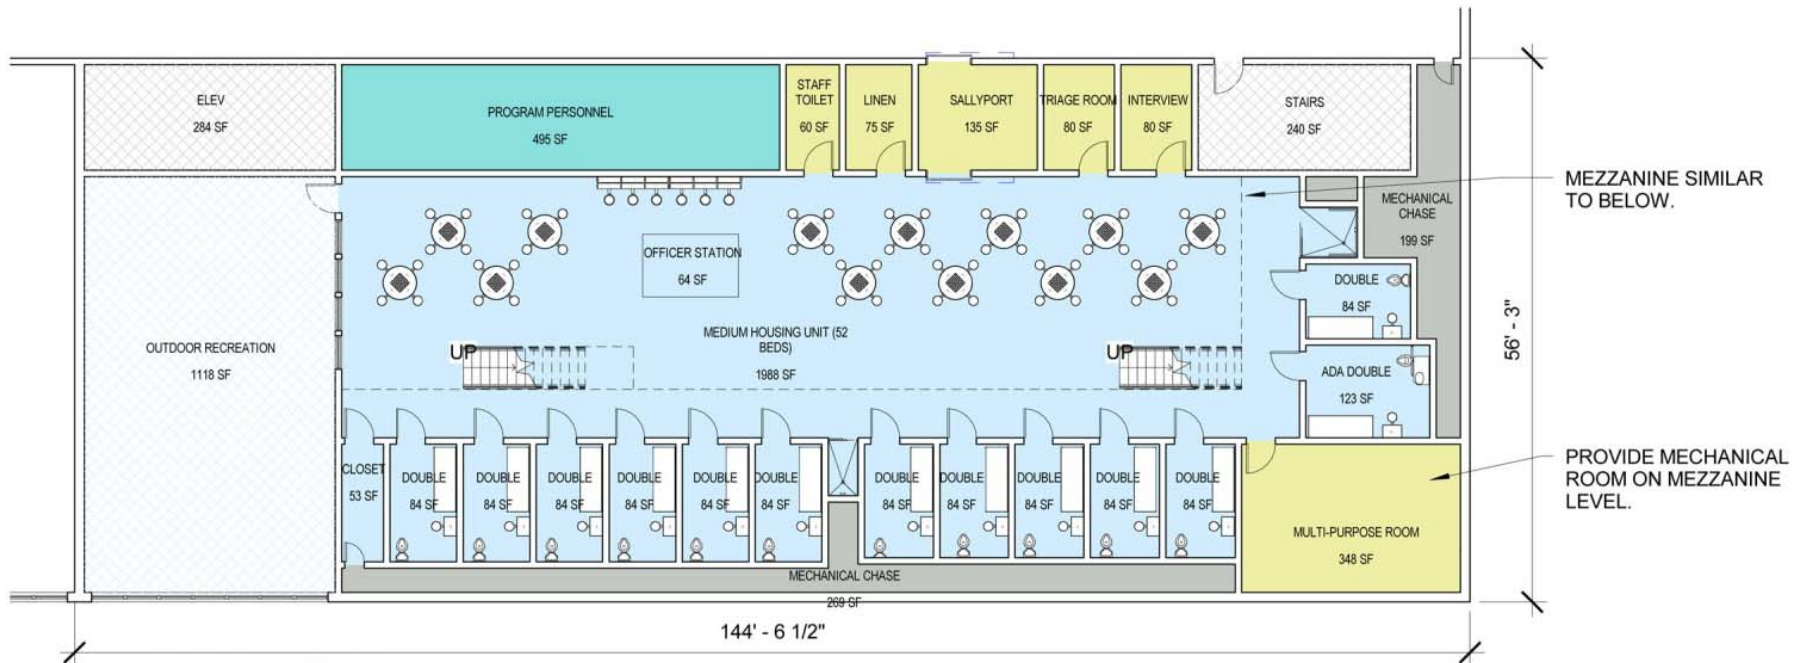 ELEV
284 SF
PROGRAM PERSONNEL
495 SF
STAFF
TOILET
60 SF
LINEN
75 SF
SALLYPORT
135 SF
TRIAGE ROOM
80 SF
INTERVIEW
80 SF
STAIRS
240 SF
MEZZANINE SIMILAR
TO BELOW.
MECHANICAL
CHASE
199 SF
OFFICER STATION
64 SF
DOUBLE
84 SF
MEDIUM HOUSING UNIT (52
BEDS)
1988 SF
UP
UP
OUTDOOR RECREATION
1118 SF
ADA DOUBLE
123 SF
56' - 3"
CLOSET
53 SF
DOUBLE
84 SF
DOUBLE
84 SF
DOUBLE
84 SF
DOUBLE
84 SF
DOUBLE
84 SF
DOUBLE
84 SF
DOUBLE
84 SF
DOUBLE
84 SF
DOUBLE
84 SF
DOUBLE
84 SF
DOUBLE
84 SF
PROVIDE MECHANICAL
ROOM ON MEZZANINE
LEVEL.
MULTI-PURPOSE ROOM
348 SF
MECHANICAL CHASE
269 SF
144' - 6 1/2"